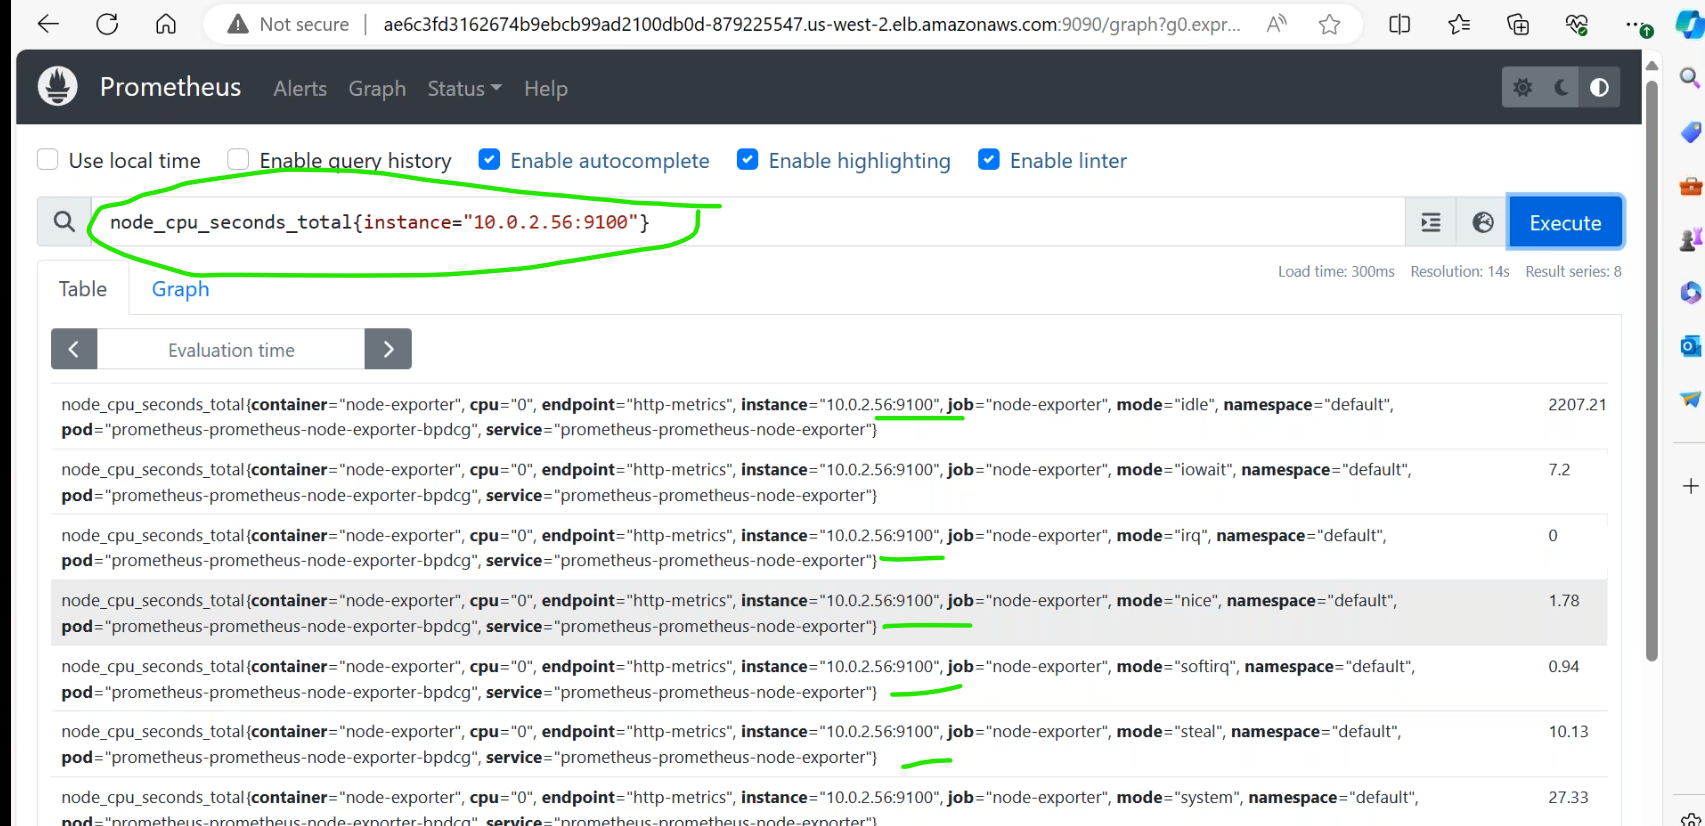 Not secure ae6c3fd3162674b9ebcb99ad2100db0d-879225547.us-west-2.elb.amazonaws.com:9090/graph?g0.expr...
Prometheus Alerts Graph Status Help
Use local time Enable query history Enable autocomplete Enable highlighting Enable linter
node_cpu_seconds_total{instance="10.0.2.56:9100"} Execute
Load time: 300ms Resolution: 14s Result series: 8
Table Graph
Evaluation time
node_cpu_seconds_total{container="node-exporter", cpu="0", endpoint="http-metrics", instance="10.0.2.56:9100", job="node-exporter", mode="idle", namespace="default", 2207.21
pod="prometheus-prometheus-node-exporter-bpdcg", service="prometheus-prometheus-node-exporter"}
node_cpu_seconds_total{container="node-exporter", cpu="0", endpoint="http-metrics", instance="10.0.2.56:9100", job="node-exporter", mode="iowait", namespace="default", 7.2
pod="prometheus-prometheus-node-exporter-bpdcg", service="prometheus-prometheus-node-exporter"}
node_cpu_seconds_total{container="node-exporter", cpu="0", endpoint="http-metrics", instance="10.0.2.56:9100", job="node-exporter", mode="irq", namespace="default", 0
pod="prometheus-prometheus-node-exporter-bpdcg", service="prometheus-prometheus-node-exporter"}
node_cpu_seconds_total{container="node-exporter", cpu="0", endpoint="http-metrics", instance="10.0.2.56:9100", job="node-exporter", mode="nice", namespace="default", 1.78
pod="prometheus-prometheus-node-exporter-bpdcg", service="prometheus-prometheus-node-exporter"}
node_cpu_seconds_total{container="node-exporter", cpu="0", endpoint="http-metrics", instance="10.0.2.56:9100", job="node-exporter", mode="softirq", namespace="default", 0.94
pod="prometheus-prometheus-node-exporter-bpdcg", service="prometheus-prometheus-node-exporter"}
node_cpu_seconds_total{container="node-exporter", cpu="0", endpoint="http-metrics", instance="10.0.2.56:9100", job="node-exporter", mode="steal", namespace="default", 10.13
pod="prometheus-prometheus-node-exporter-bpdcg", service="prometheus-prometheus-node-exporter"}
node_cpu_seconds_total{container="node-exporter", cpu="0", endpoint="http-metrics", instance="10.0.2.56:9100", job="node-exporter", mode="system", namespace="default", 27.33
pod="prometheus-prometheus-node-exporter-bpdcg", service="prometheus-prometheus-node-exporter"}